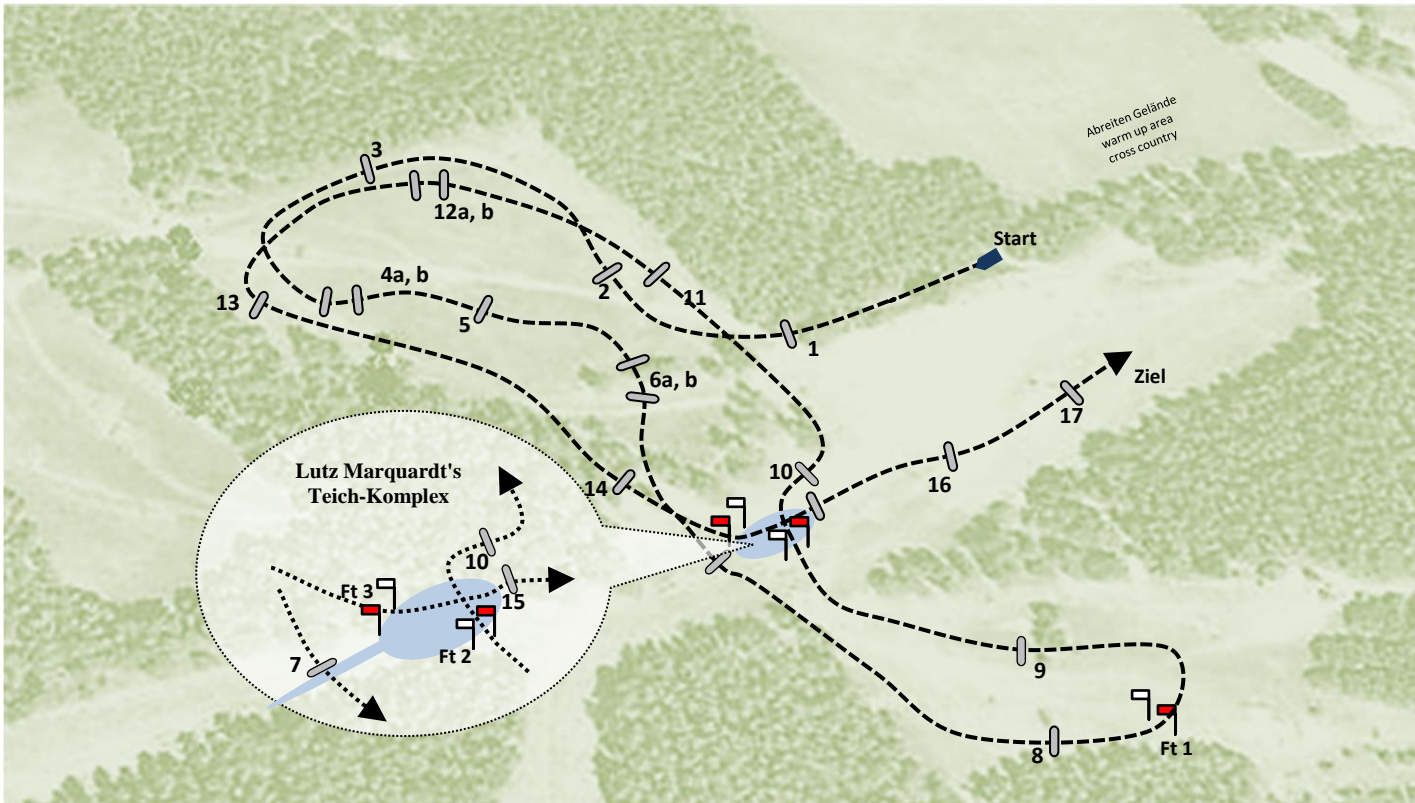 Abreiten Gelände
warm up area
cross country
3
12a, b
Start
4a, b
2
11
13
5
1
6a, b
Ziel
17
Lutz Marquardt's
Teich-Komplex
14
10
16
10
Ft 3
15
Ft 2
7
9
8
Ft 1